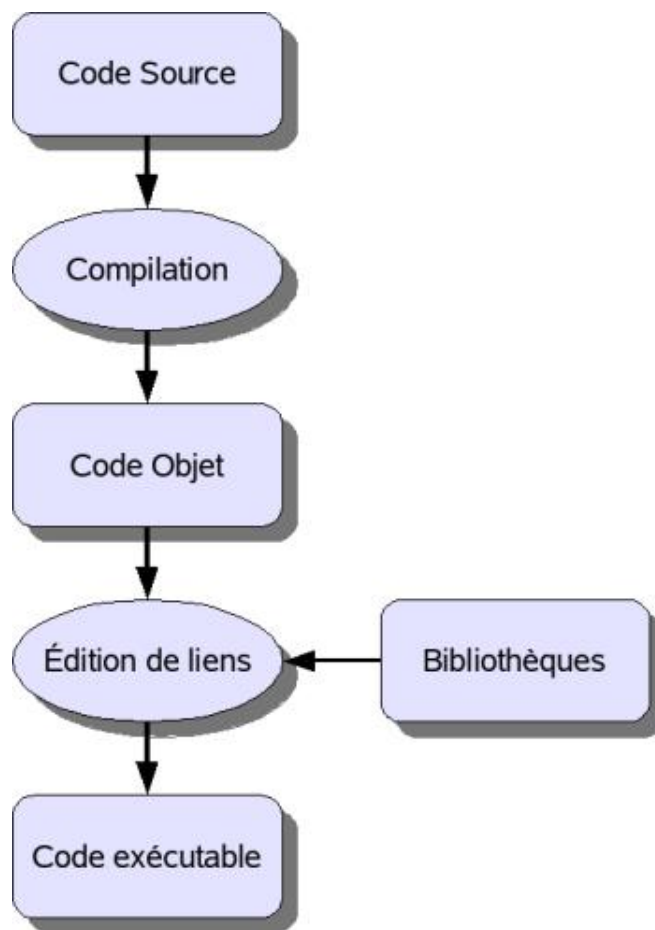 Code Source
Compilation
Code Objet
Édition de liens
Bibliothèques
Code exécutable